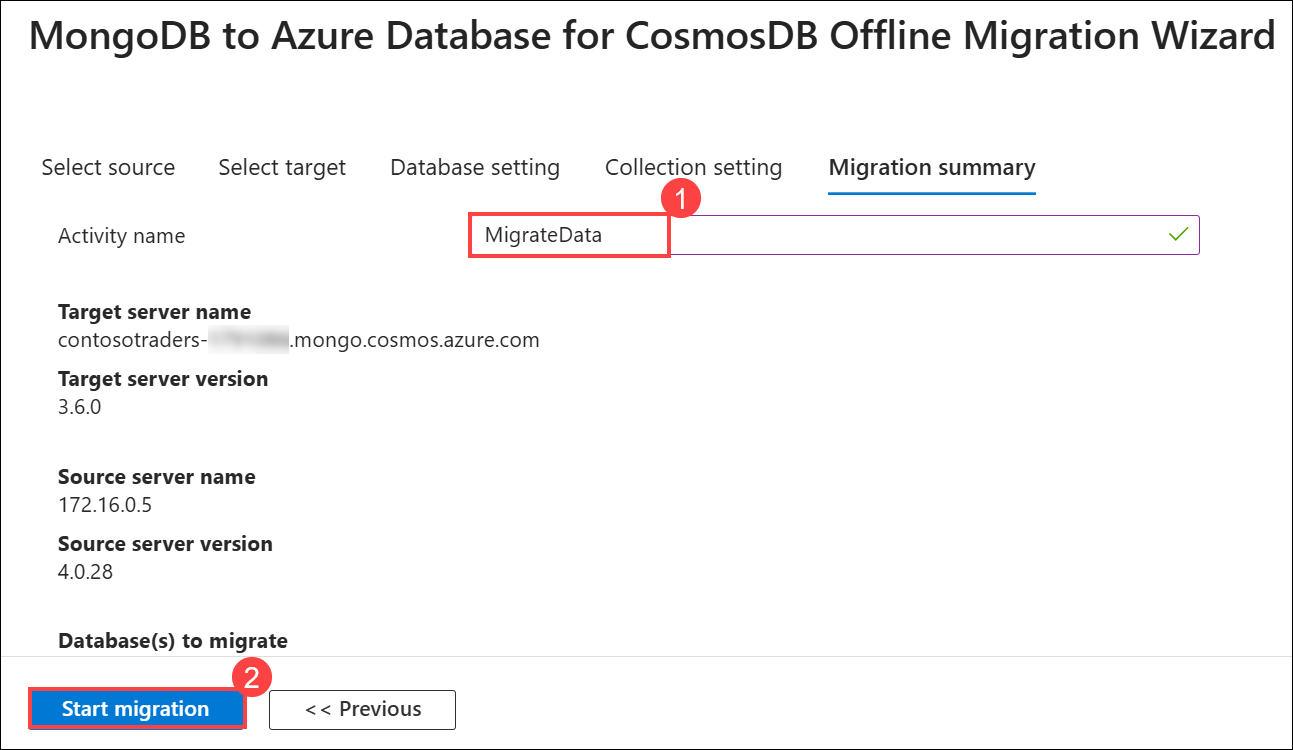 MongoDB to Azure Database for CosmosDB Offline Migration Wizard
Select source Select target Database setting Collection setting Migration summary
1
Activity name MigrateData
Target server name
contosotraders- .mongo.cosmos.azure.com
Target server version
3.6.0
Source server name
172.16.0.5
Source server version
4.0.28
Database(s) to migrate
2
Start migration << Previous